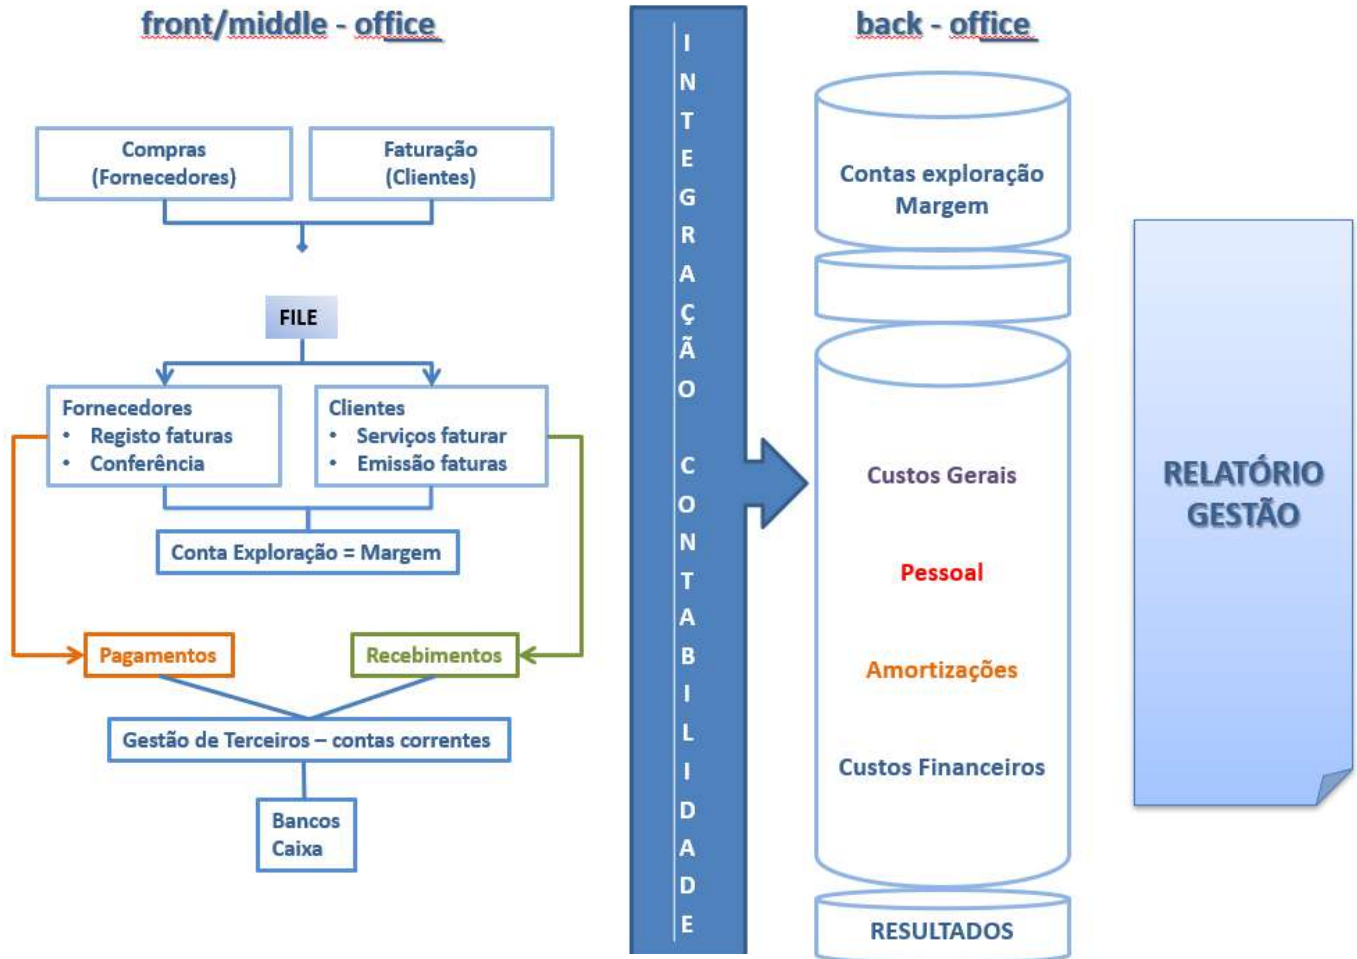 front/middle - office
Compras
(Fornecedores)
Faturação
(Clientes)
FILE
Fornecedores
• Registo faturas
• Conferência
Clientes
• Serviços faturar
• Emissão faturas
Conta Exploração = Margem
Pagamentos
Recebimentos
Gestão de Terceiros – contas correntes
Bancos
Caixa
INTEGRAÇÃO CONTABILIDADE
back - office
Contas exploração
Margem
Custos Gerais
Pessoal
Amortizações
Custos Financeiros
RESULTADOS
RELATÓRIO
GESTÃO